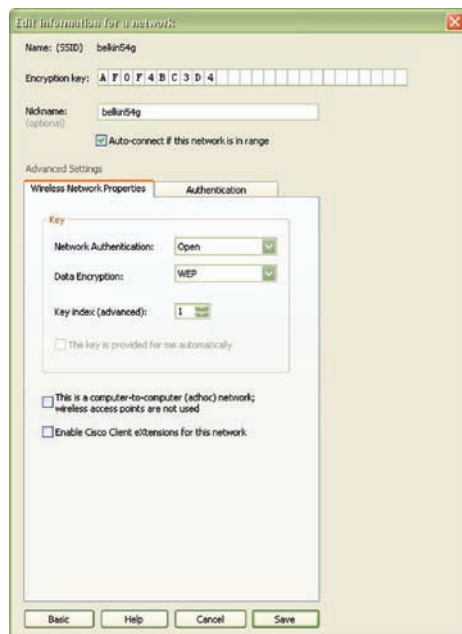 Edit information for a network
Name: (SSID) belkin54g
Encryption key: A F 0 F 4 B C 3 D 4
Nickname: belkin54g
(optional)
Auto-connect if this network is in range
Advanced Settings
Wireless Network Properties Authentication
Key
Network Authentication: Open
Data Encryption: WEP
Key index (advanced): 1
The key is provided for me automatically
This is a computer-to-computer (adhoc) network;
wireless access points are not used
Enable Cisco Client eXtensions for this network
Basic Help Cancel Save